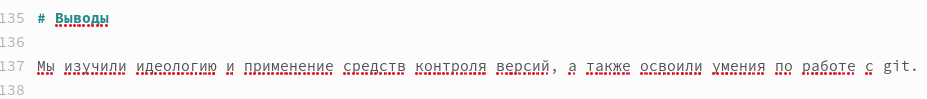 135 # Выводы
136
137 Мы изучили идеологию и применение средств контроля версий, а также освоили умения по работе с git.
138